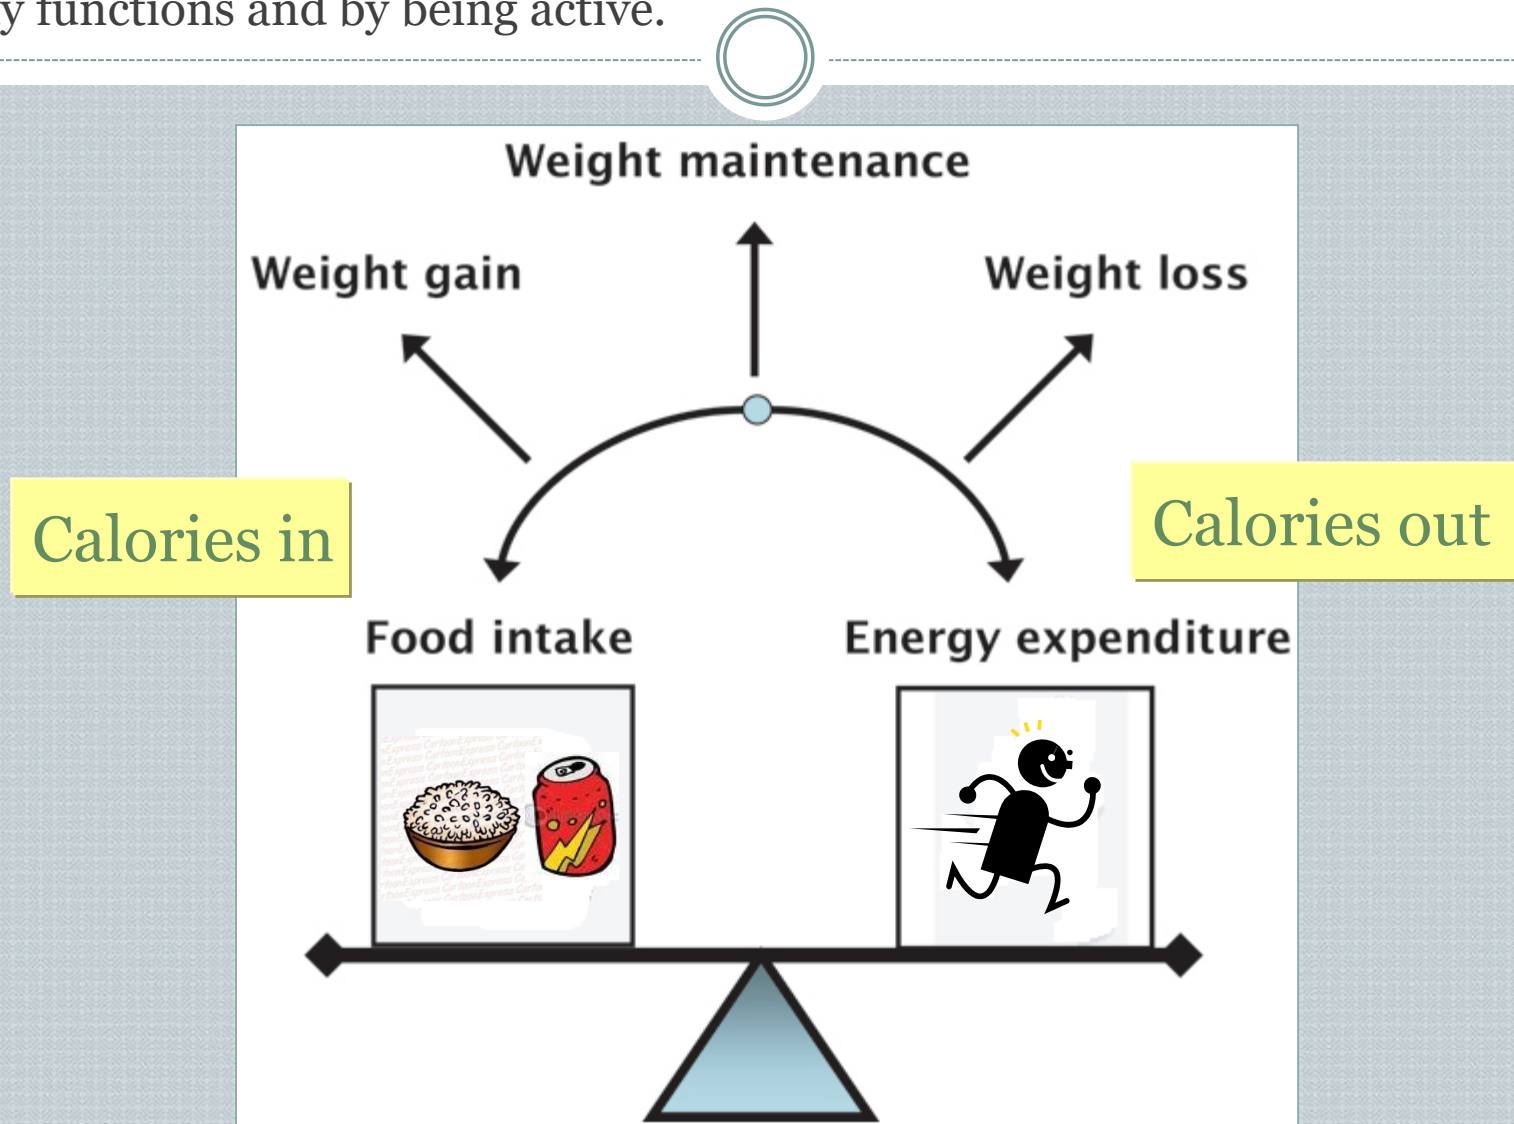 y functions and by being active.
Weight maintenance
Weight gain
Weight loss
Calories in
Calories out
Food intake
Energy expenditure